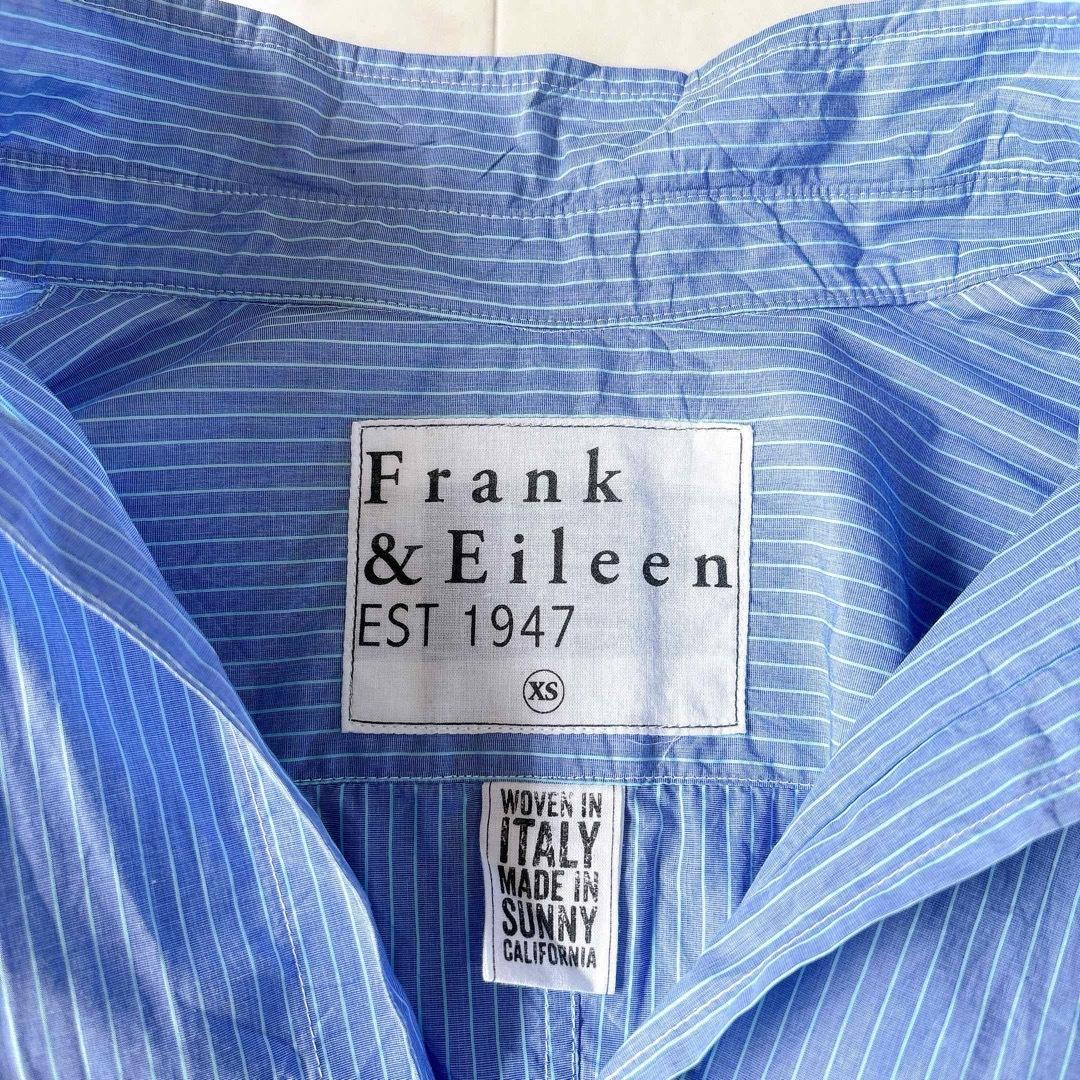 Frank
& Eileen
EST 1947
XS
WOVEN IN
ITALY
MADE IN
SUNNY
CALIFORNIA